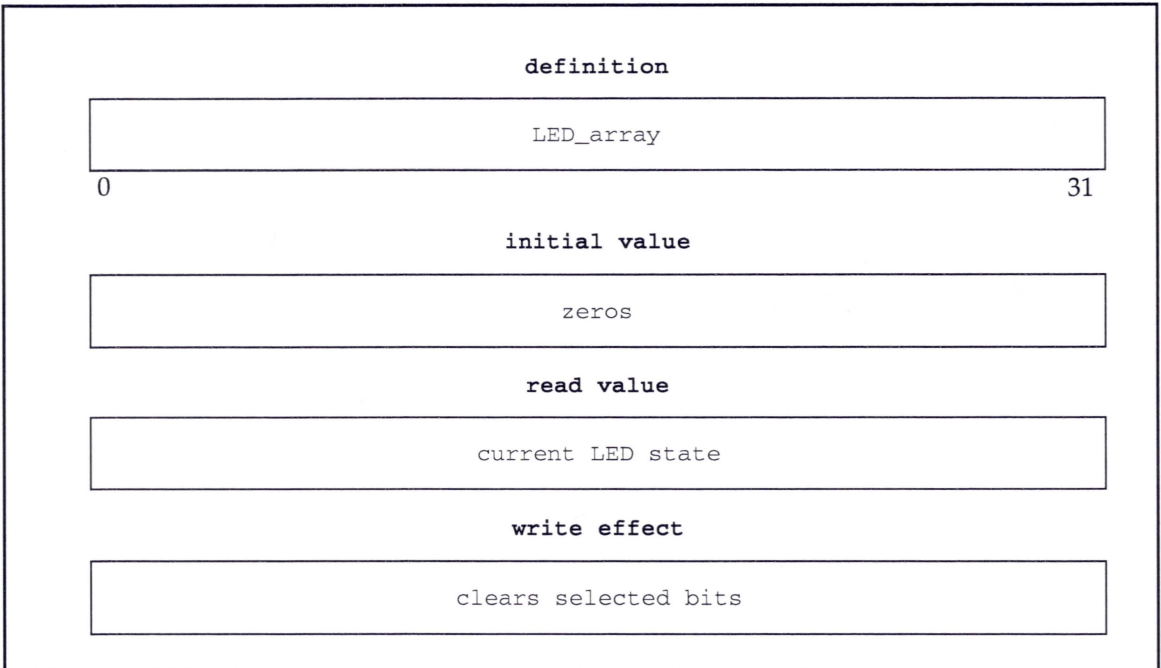 definition
LED_array
0 31
initial value
zeros
read value
current LED state
write effect
clears selected bits